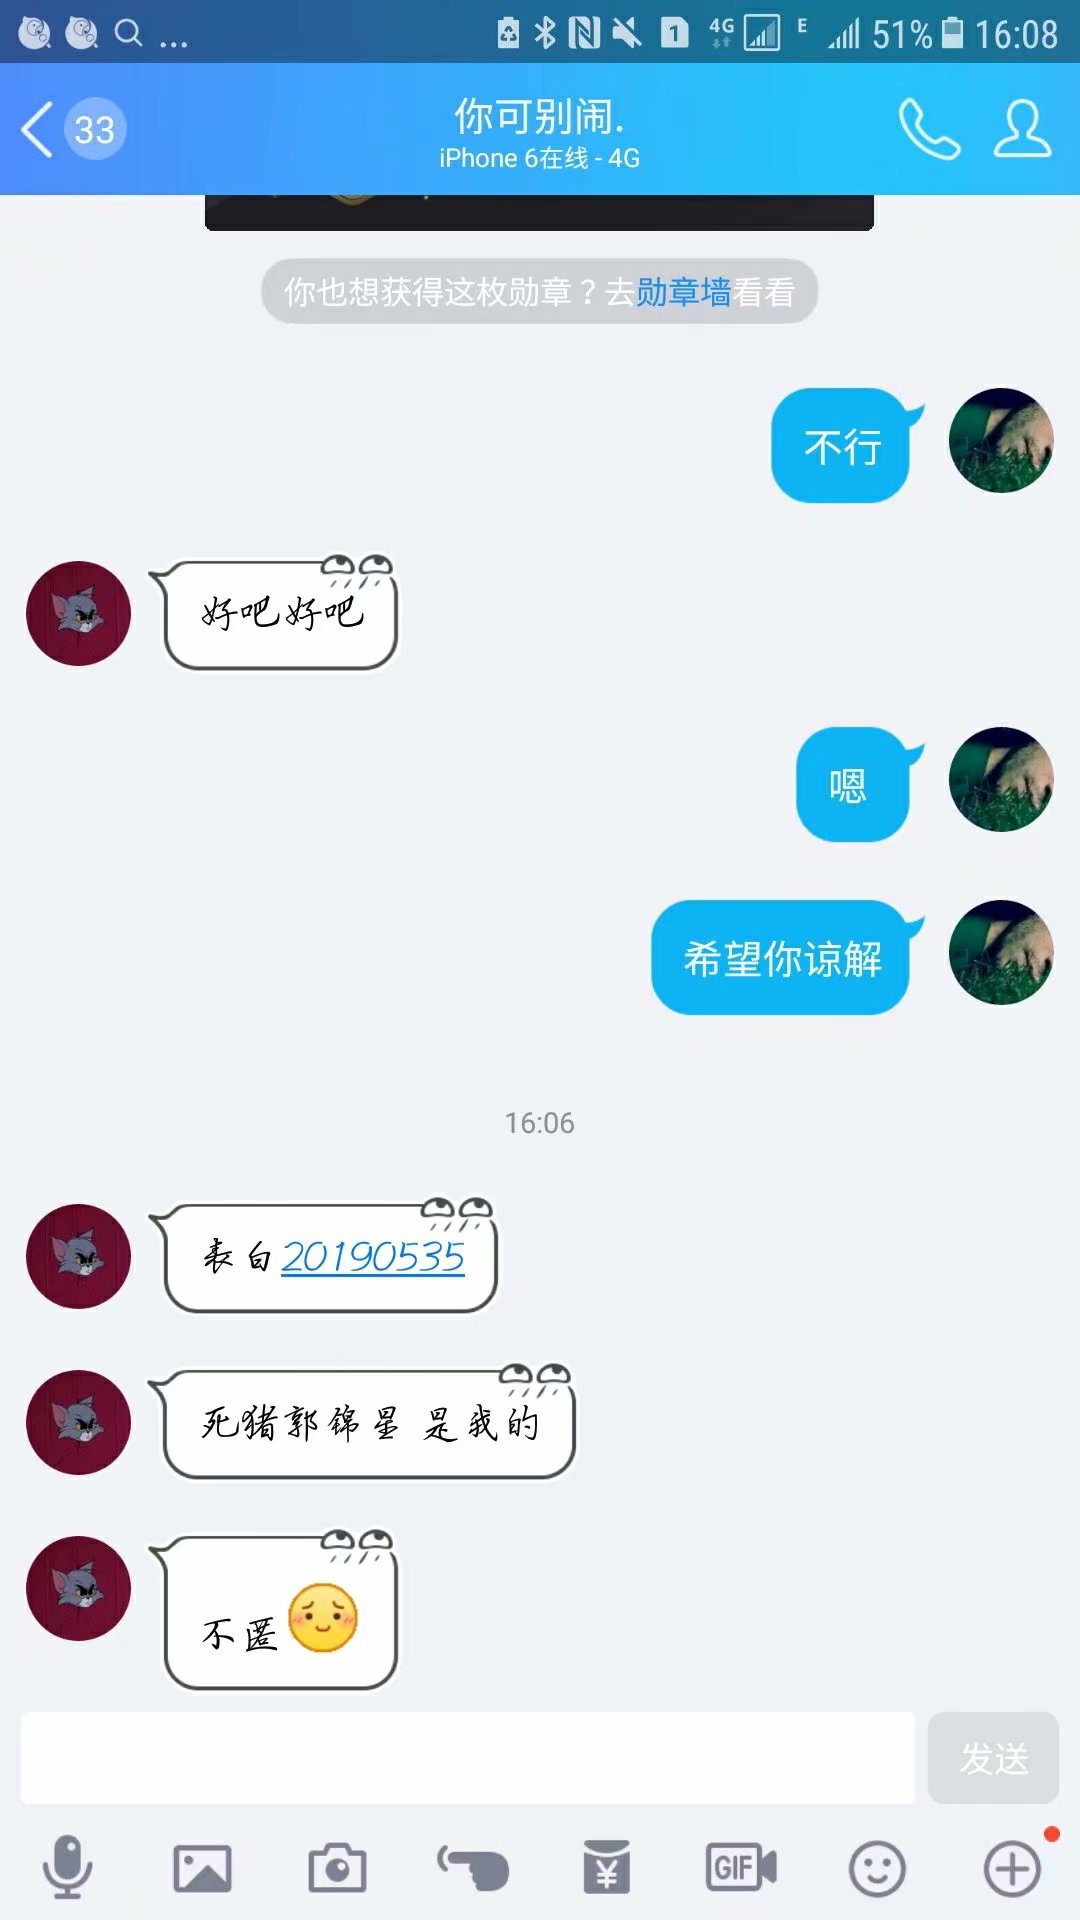 4G
1
E
51%
16:08
33
你可别闹.
iPhone 6在线 - 4G
你也想获得这枚勋章？去勋章墙看看
不行
好吧好吧
嗯
希望你谅解
16:06
表白20190535
死猪郭锦星 是我的
不匿
发送
¥
GIF